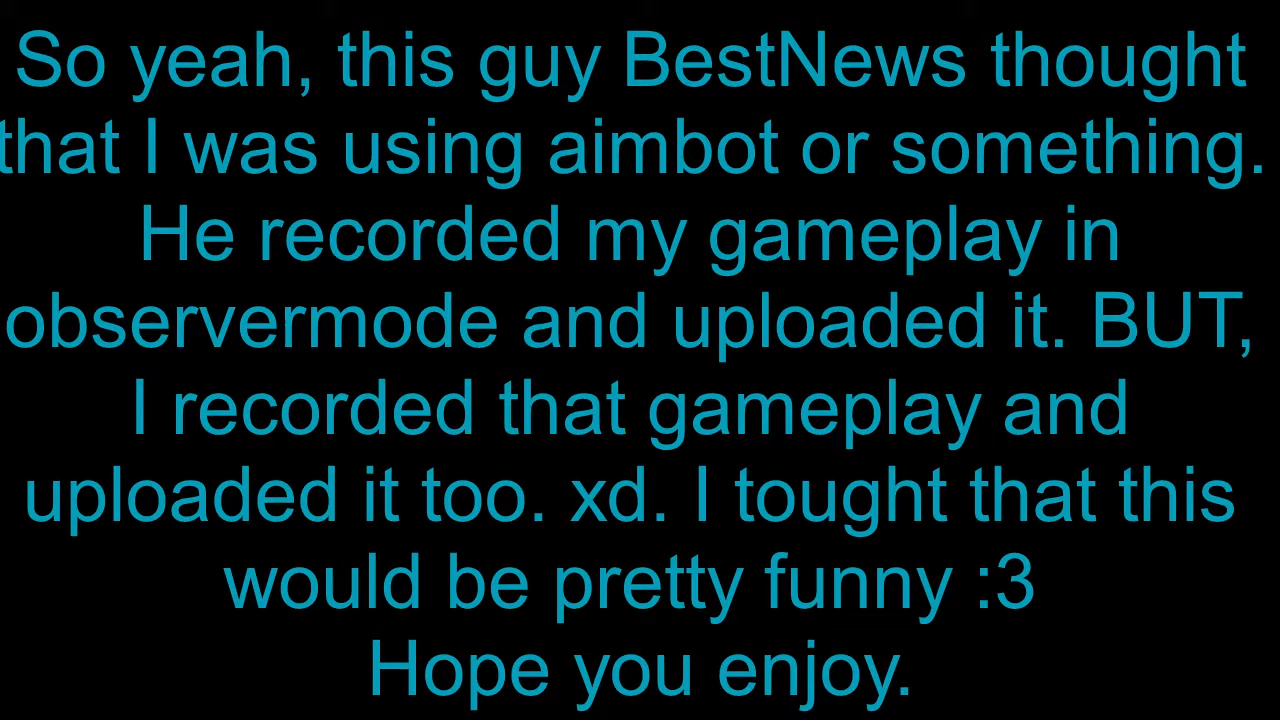 So yeah, this guy BestNews thought
that I was using aimbot or something.
He recorded my gameplay in
observermode and uploaded it. BUT,
I recorded that gameplay and
uploaded it too. xd. I tought that this
would be pretty funny :3
Hope you enjoy.